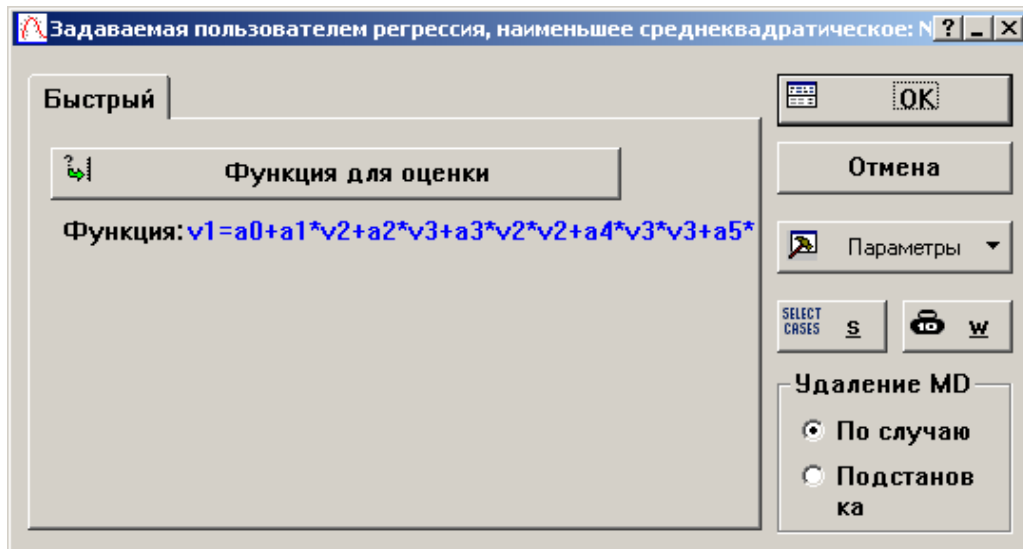 Задаваемая пользователем регрессия, наименьшее среднеквадратическое: N
Быстрый
OK
Функция для оценки
Отмена
Функция: v1=a0+a1*v2+a2*v3+a3*v2*v2+a4*v3*v3+a5*
Параметры
SELECT
CASES
S
W
Удаление MD
По случаю
Подстанов
ка